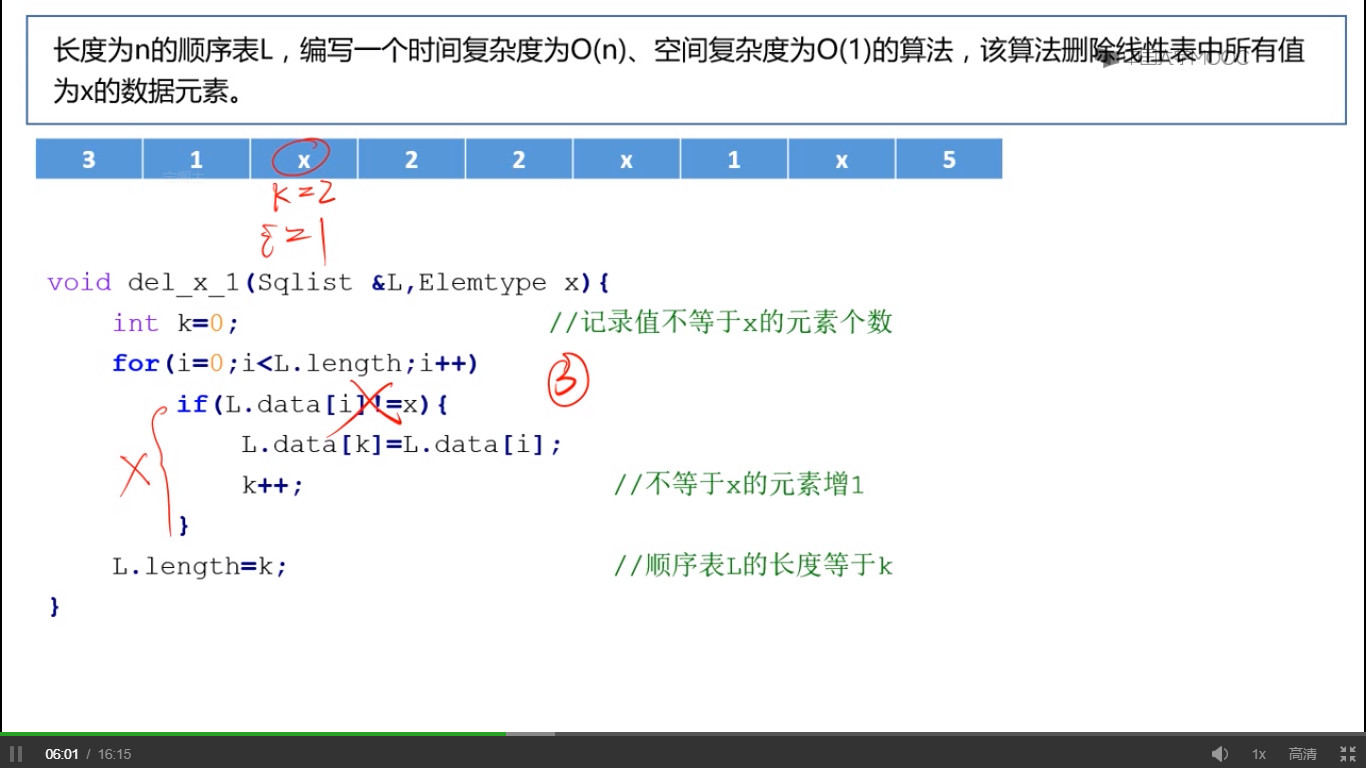 长度为n的顺序表L，编写一个时间复杂度为O(n)、空间复杂度为O(1)的算法，该算法删除线性表中所有值
为x的数据元素。
3 1 x 2 2 x 1 x 5
k=2
i=1
void del_x_1(Sqlist &L,Elemtype x){
int k=0; //记录值不等于x的元素个数
for(i=0;i<L.length;i++)
③
if(L.data[i]!=x){
L.data[k]=L.data[i];
X
k++; //不等于x的元素增1
}
L.length=k; //顺序表L的长度等于k
}
06:01 / 16:15 1x 高清